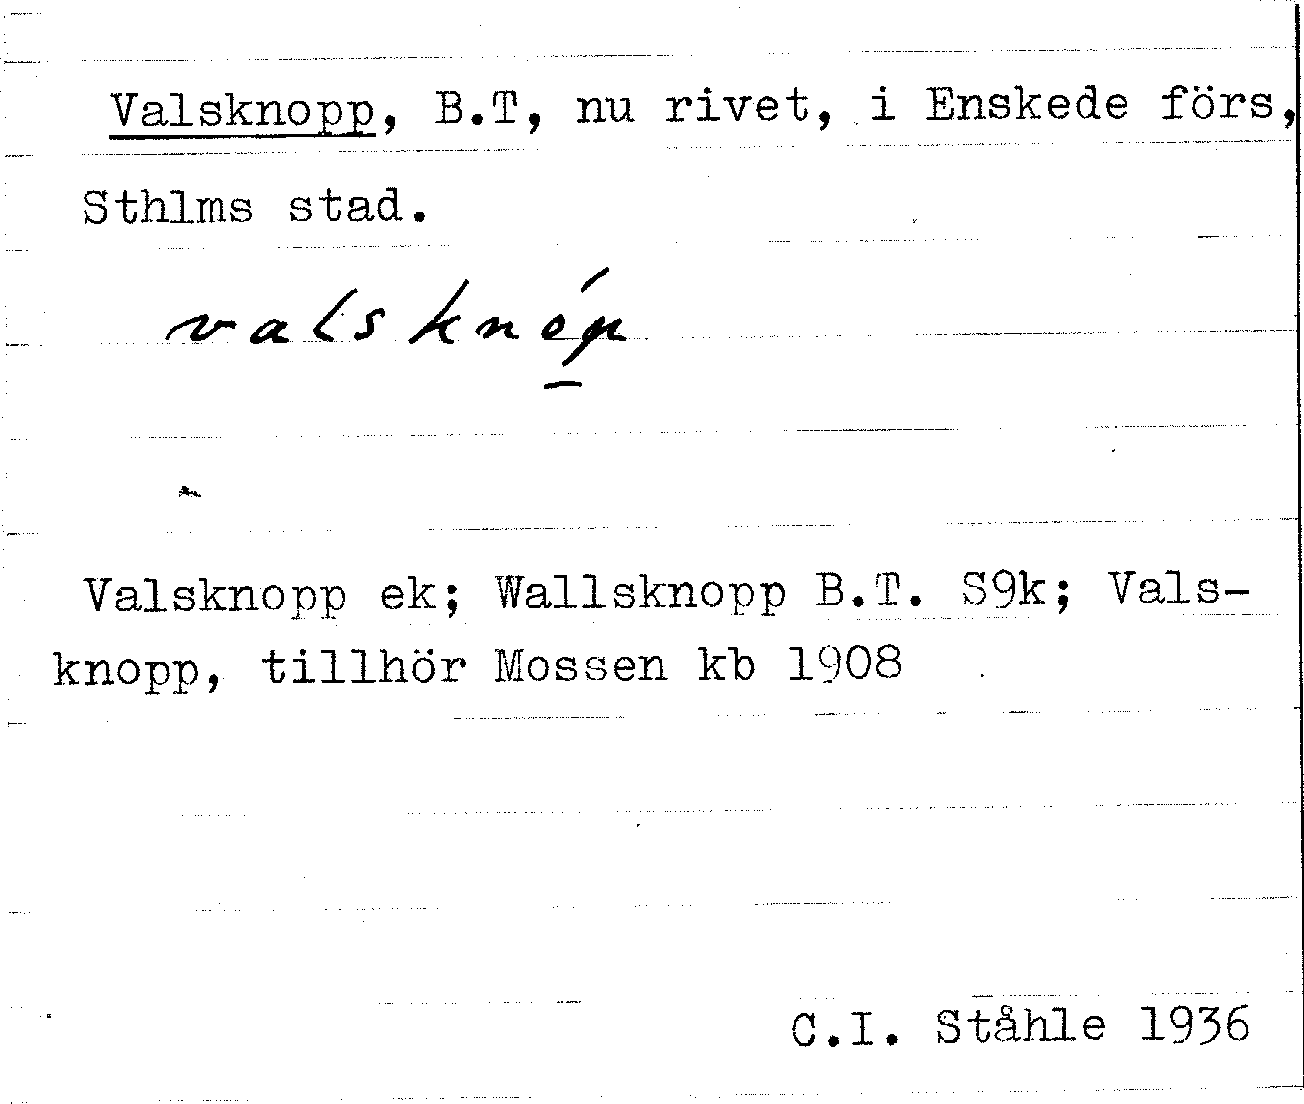 Valsknopp, B.T, nu rivet, i Enskede förs,
Sthlms stad.
valsknóp
Valsknopp ek; Wallsknopp B.T. S9k; Vals-
knopp, tillhör Mossen kb 1908
C.I. Ståhle 1936